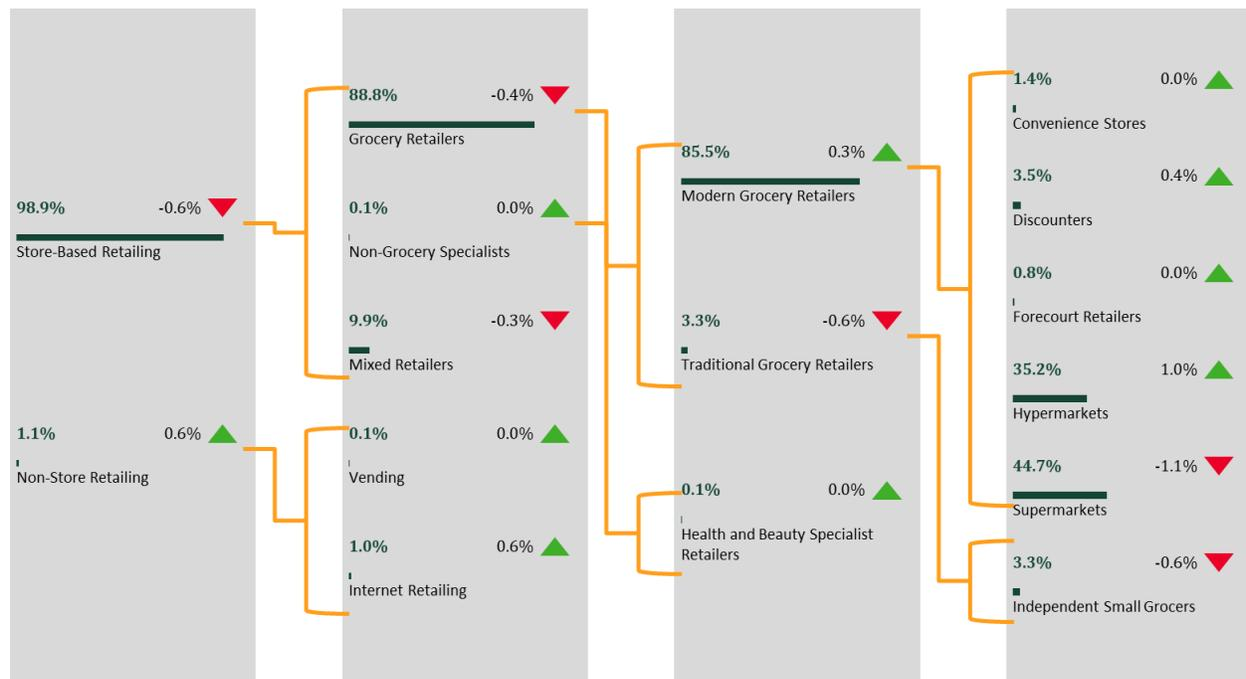 98.9% -0.6%
Store-Based Retailing
1.1% 0.6%
Non-Store Retailing
88.8% -0.4%
Grocery Retailers
0.1% 0.0%
Non-Grocery Specialists
9.9% -0.3%
Mixed Retailers
0.1% 0.0%
Vending
1.0% 0.6%
Internet Retailing
85.5% 0.3%
Modern Grocery Retailers
3.3% -0.6%
Traditional Grocery Retailers
0.1% 0.0%
Health and Beauty Specialist
Retailers
1.4% 0.0%
Convenience Stores
3.5% 0.4%
Discounters
0.8% 0.0%
Forecourt Retailers
35.2% 1.0%
Hypermarkets
44.7% -1.1%
Supermarkets
3.3% -0.6%
Independent Small Grocers